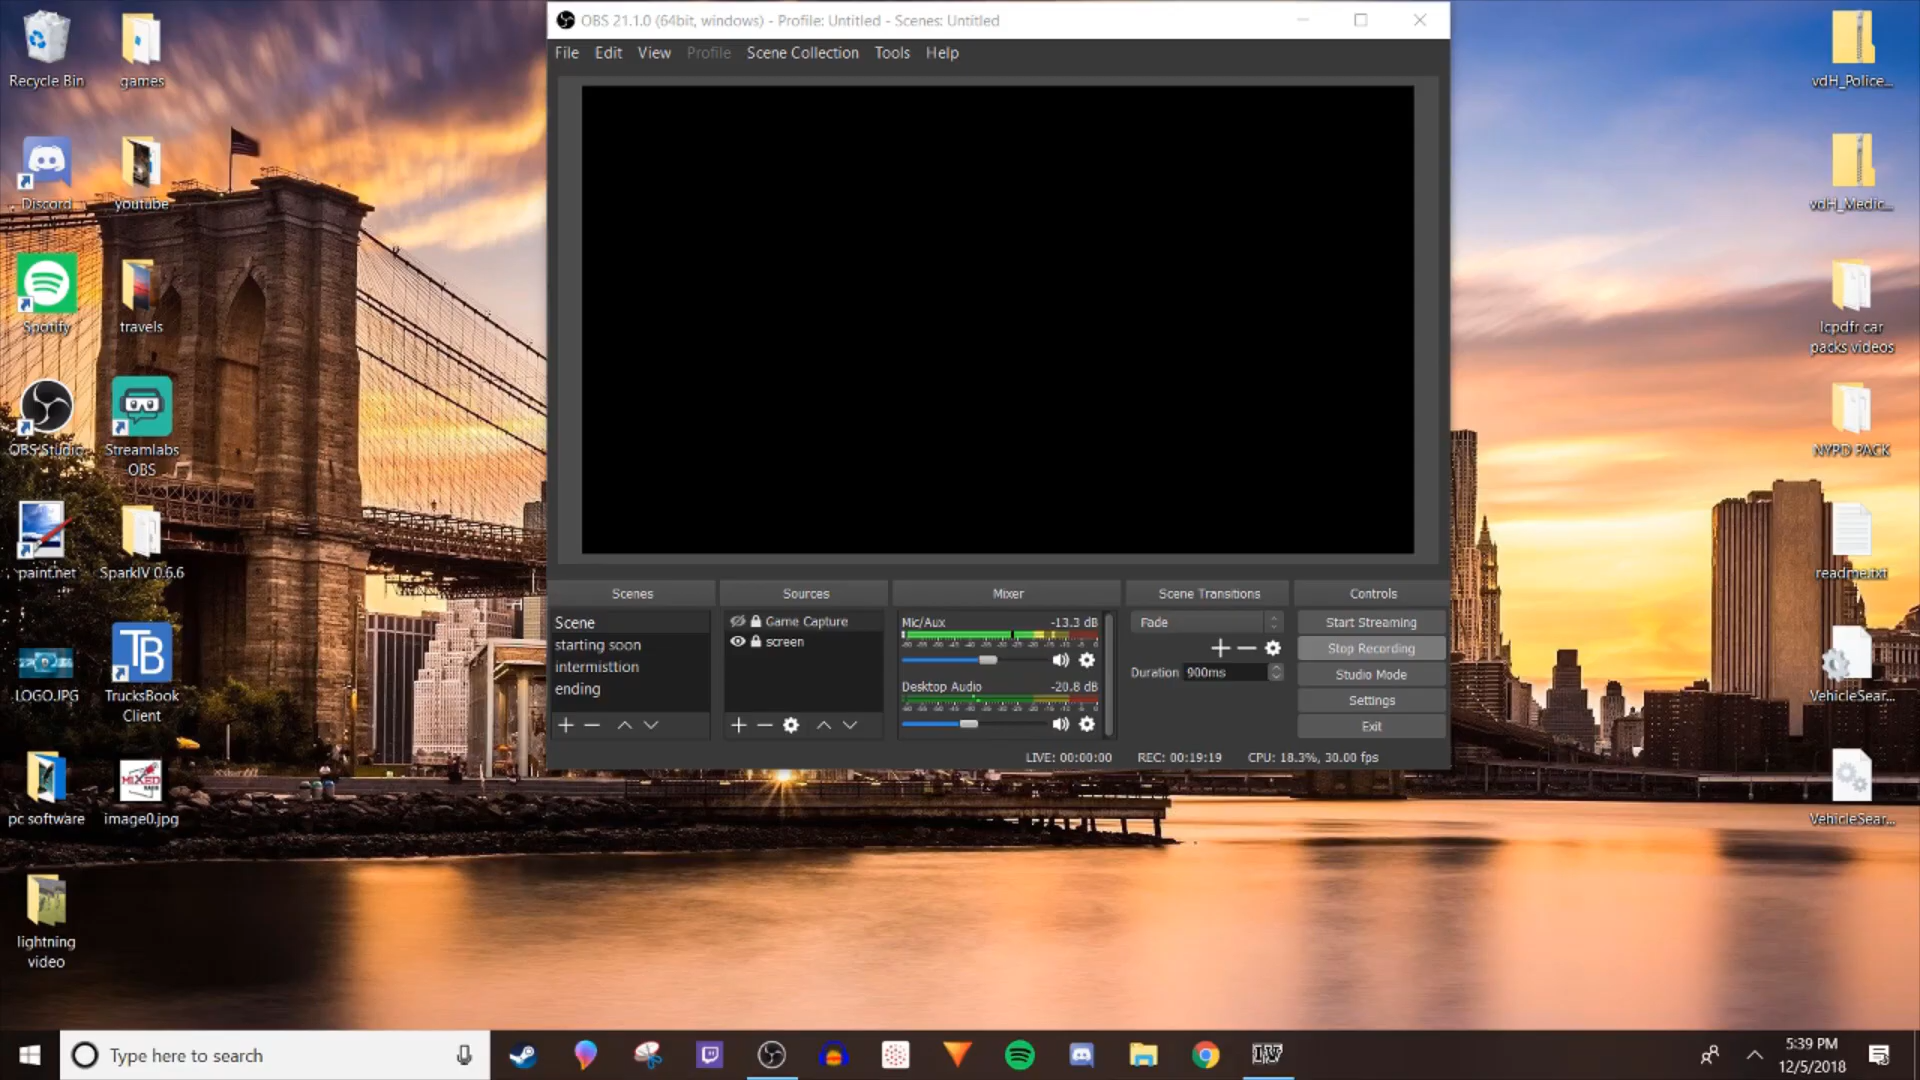 Recycle Bin
games
Discord
youtube
Spotify
travels
OBS Studio
Streamlabs
OBS
paint.net
SparkIV 0.6.6
LOGO.JPG
TrucksBook
Client
pc software
MIXED
image0.jpg
lightning
video
OBS 21.1.0 (64bit, windows) - Profile: Untitled - Scenes: Untitled
File Edit View Profile Scene Collection Tools Help
Scenes
Scene
starting soon
intermisttion
ending
Sources
Game Capture
screen
Mixer
Mic/Aux -13.3 dB
Desktop Audio -20.8 dB
Scene Transitions
Fade
Duration 900ms
Controls
Start Streaming
Stop Recording
Studio Mode
Settings
Exit
LIVE: 00:00:00 REC: 00:19:19 CPU: 18.3%, 30.00 fps
vdH_Police...
vdH_Medic...
lcpdfr car
packs videos
NYPD PACK
readme.txt
VehicleSear...
VehicleSear...
Type here to search
IV
5:39 PM
12/5/2018